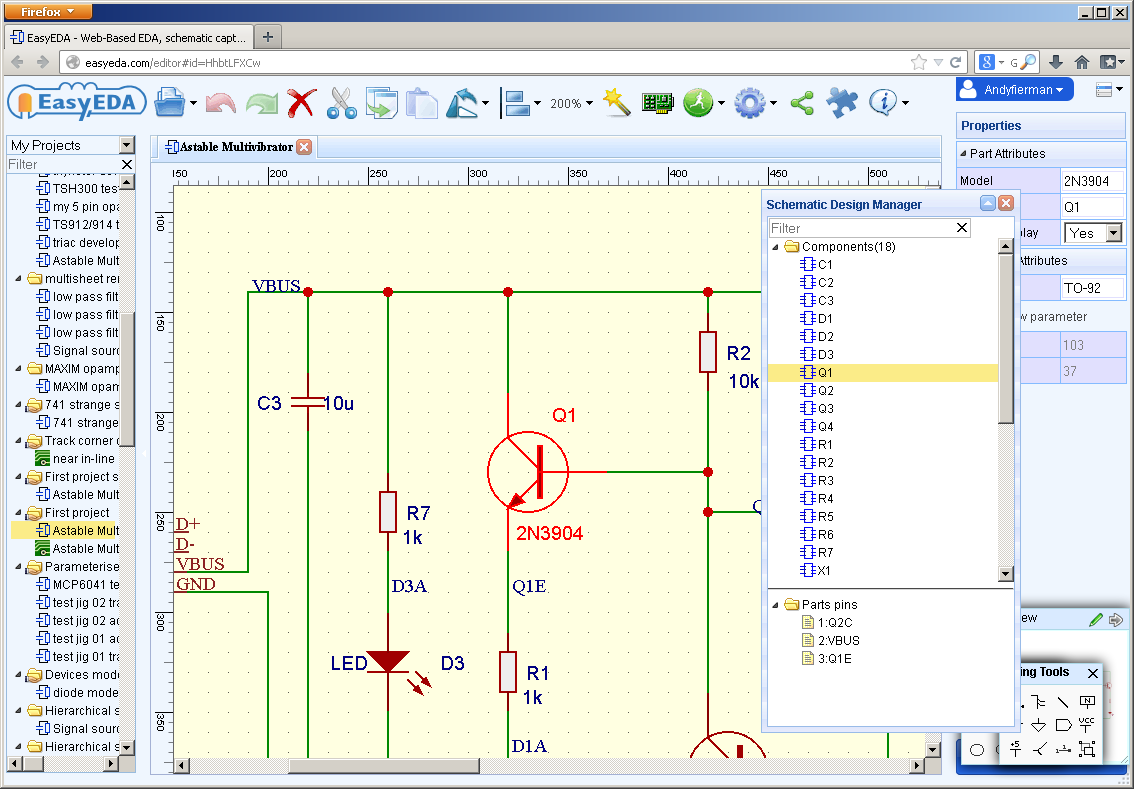 Firefox
EasyEDA - Web-Based EDA, schematic capt...
easyeda.com/editor#id=HhbtLFXCw
EasyEDA
200%
Andyfierman
My Projects
Filter
TSH300 tes
my 5 pin opa
TS912/914 t
triac develop
Astable Mult
multisheet rer
low pass filt
low pass filt
low pass filt
Signal sourc
MAXIM opamp
MAXIM opam
741 strange s
741 strange
Track corner c
near in-line
First project s
Astable Mult
First project
Astable Mult
Astable Mult
Parameterise
MCP6041 te
test jig 02 tra
test jig 02 ac
test jig 01 ac
test jig 01 tra
Devices mode
diode mode
Hierarchical s
Signal sourc
Hierarchical s
Astable Multivibrator
150
200
250
300
350
400
450
500
100
150
200
250
300
350
VBUS
C3
10u
Q1
2N3904
R2
10k
R7
1k
D+
D-
VBUS
GND
D3A
Q1E
LED
D3
R1
1k
D1A
Schematic Design Manager
Filter
Components(18)
C1
C2
C3
D1
D2
D3
Q1
Q2
Q3
Q4
R1
R2
R3
R4
R5
R6
R7
X1
Parts pins
1:Q2C
2:VBUS
3:Q1E
Properties
Part Attributes
Model
2N3904
Q1
lay
Yes
Attributes
TO-92
w parameter
103
37
ew
ing Tools
N
VCC
+5